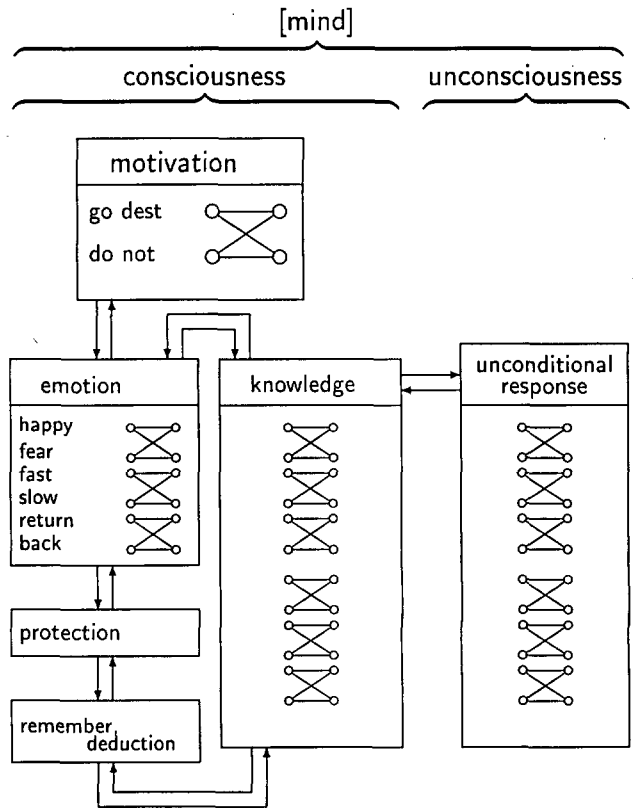 [mind]
consciousness
unconsciousness
motivation
go dest
do not
emotion
happy
fear
fast
slow
return
back
knowledge
unconditional
response
protection
remember
deduction